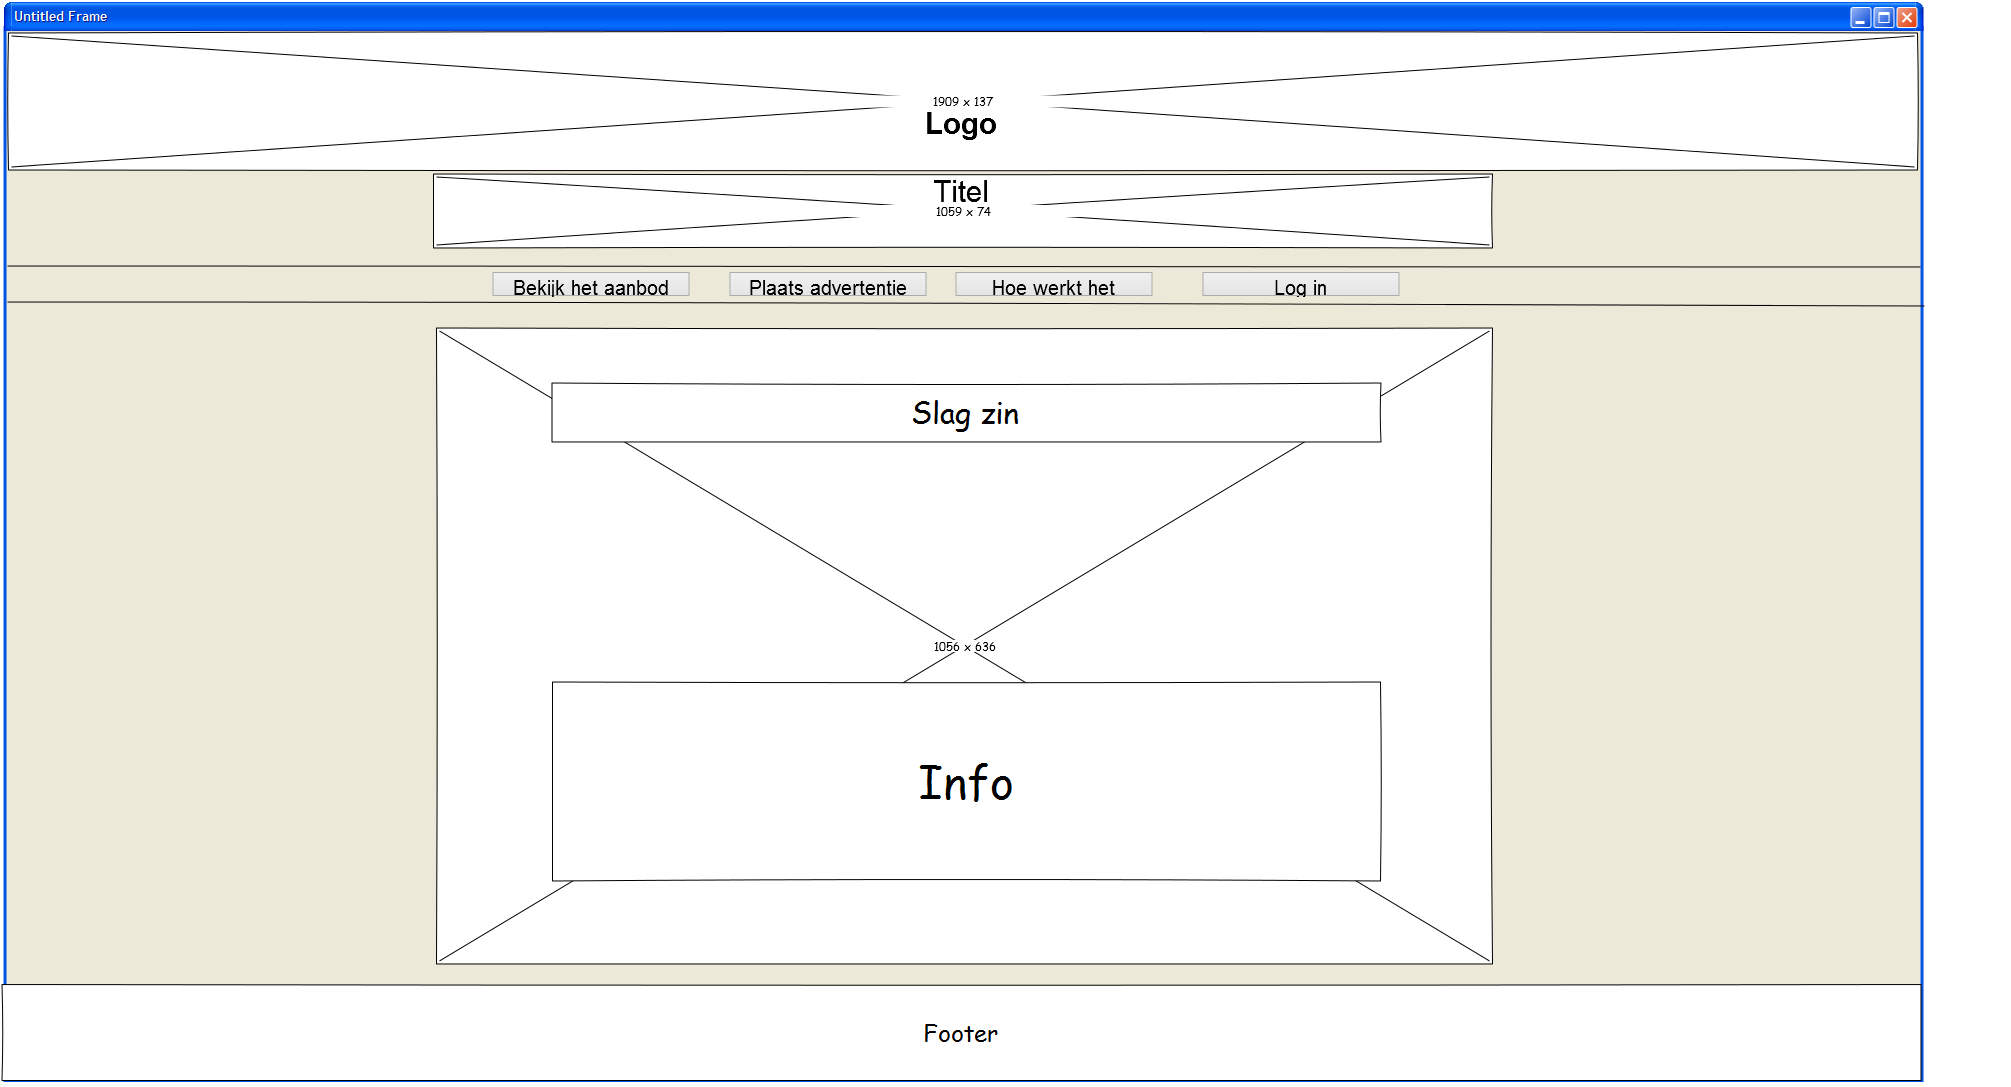 Untitled Frame
1909 x 137
Logo
Titel
1059 x 74
Bekijk het aanbod
Plaats advertentie
Hoe werkt het
Log in
Slag zin
1056 x 636
Info
Footer